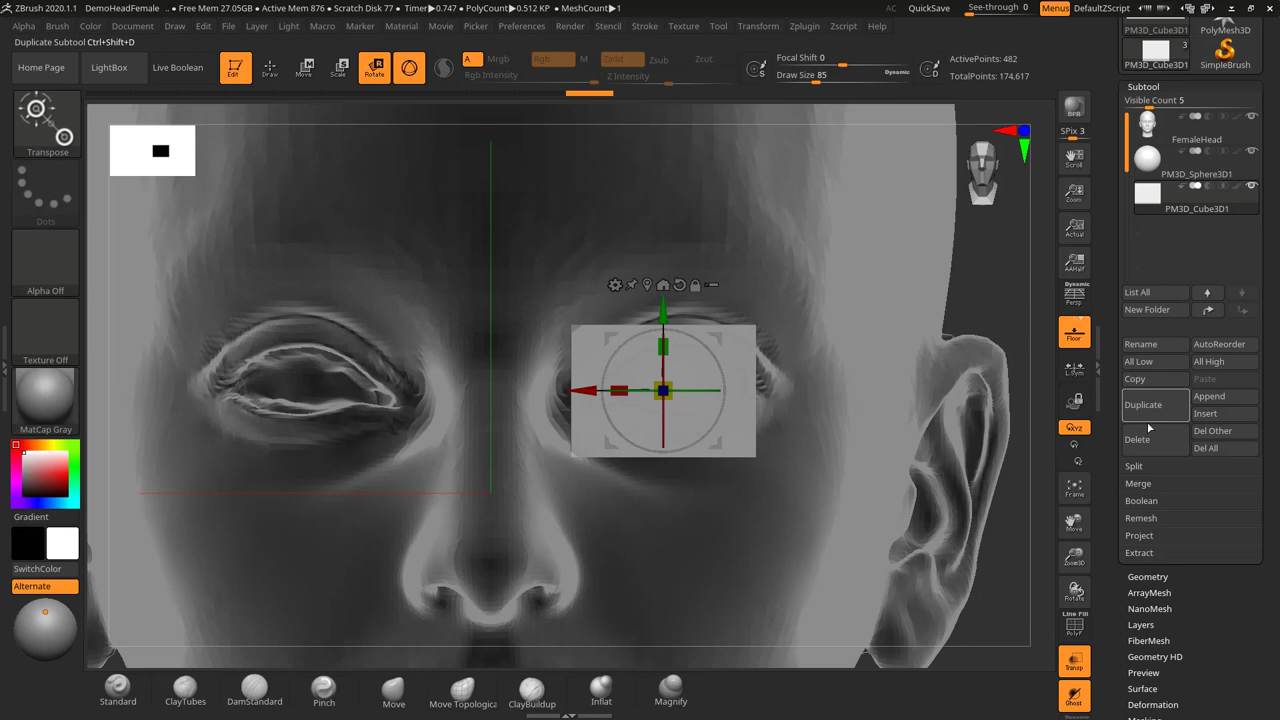 ZBrush 2020.1.1 DemoHeadFemale .. ● Free Mem 27.05GB ● Active Mem 876 ● Scratch Disk 77 ● Timer▶0.747 ● PolyCount▶0.512 KP ● MeshCount▶1 AC QuickSave See-through 0 Menus DefaultZScript
Alpha Brush Color Document Draw Edit File Layer Light Macro Marker Material Movie Picker Preferences Render Stencil Stroke Texture Tool Transform Zplugin Zscript Help
Duplicate Subtool Ctrl+Shift+D
Home Page LightBox Live Boolean
Edit Draw Move Scale Rotate
A Mrgb Rgb M Zadd Zsub Zcut
Rgb Intensity Z Intensity
Focal Shift 0
Draw Size 85 Dynamic
ActivePoints: 482
TotalPoints: 174.617
Transpose
Dots
Alpha Off
Texture Off
MatCap Gray
Gradient
SwitchColor
Alternate
BPR
SPix 3
Scroll
Zoom
Actual
AAHalf
Dynamic
Persp
Floor
L.Sym
XYZ
Y
Z
Frame
Move
Zoom3D
Rotate
Line Fill
PolyF
Transp
Ghost
PM3D_Cube3D1 PolyMesh3D
3
PM3D_Cube3D1 SimpleBrush
Subtool
Visible Count 5
FemaleHead
PM3D_Sphere3D1
PM3D_Cube3D1
List All
New Folder
Rename AutoReorder
All Low All High
Copy Paste
Duplicate Append
Insert
Delete Del Other
Del All
Split
Merge
Boolean
Remesh
Project
Extract
Geometry
ArrayMesh
NanoMesh
Layers
FiberMesh
Geometry HD
Preview
Surface
Deformation
Masking
Standard ClayTubes DamStandard Pinch Move Move Topological ClayBuildup Inflat Magnify